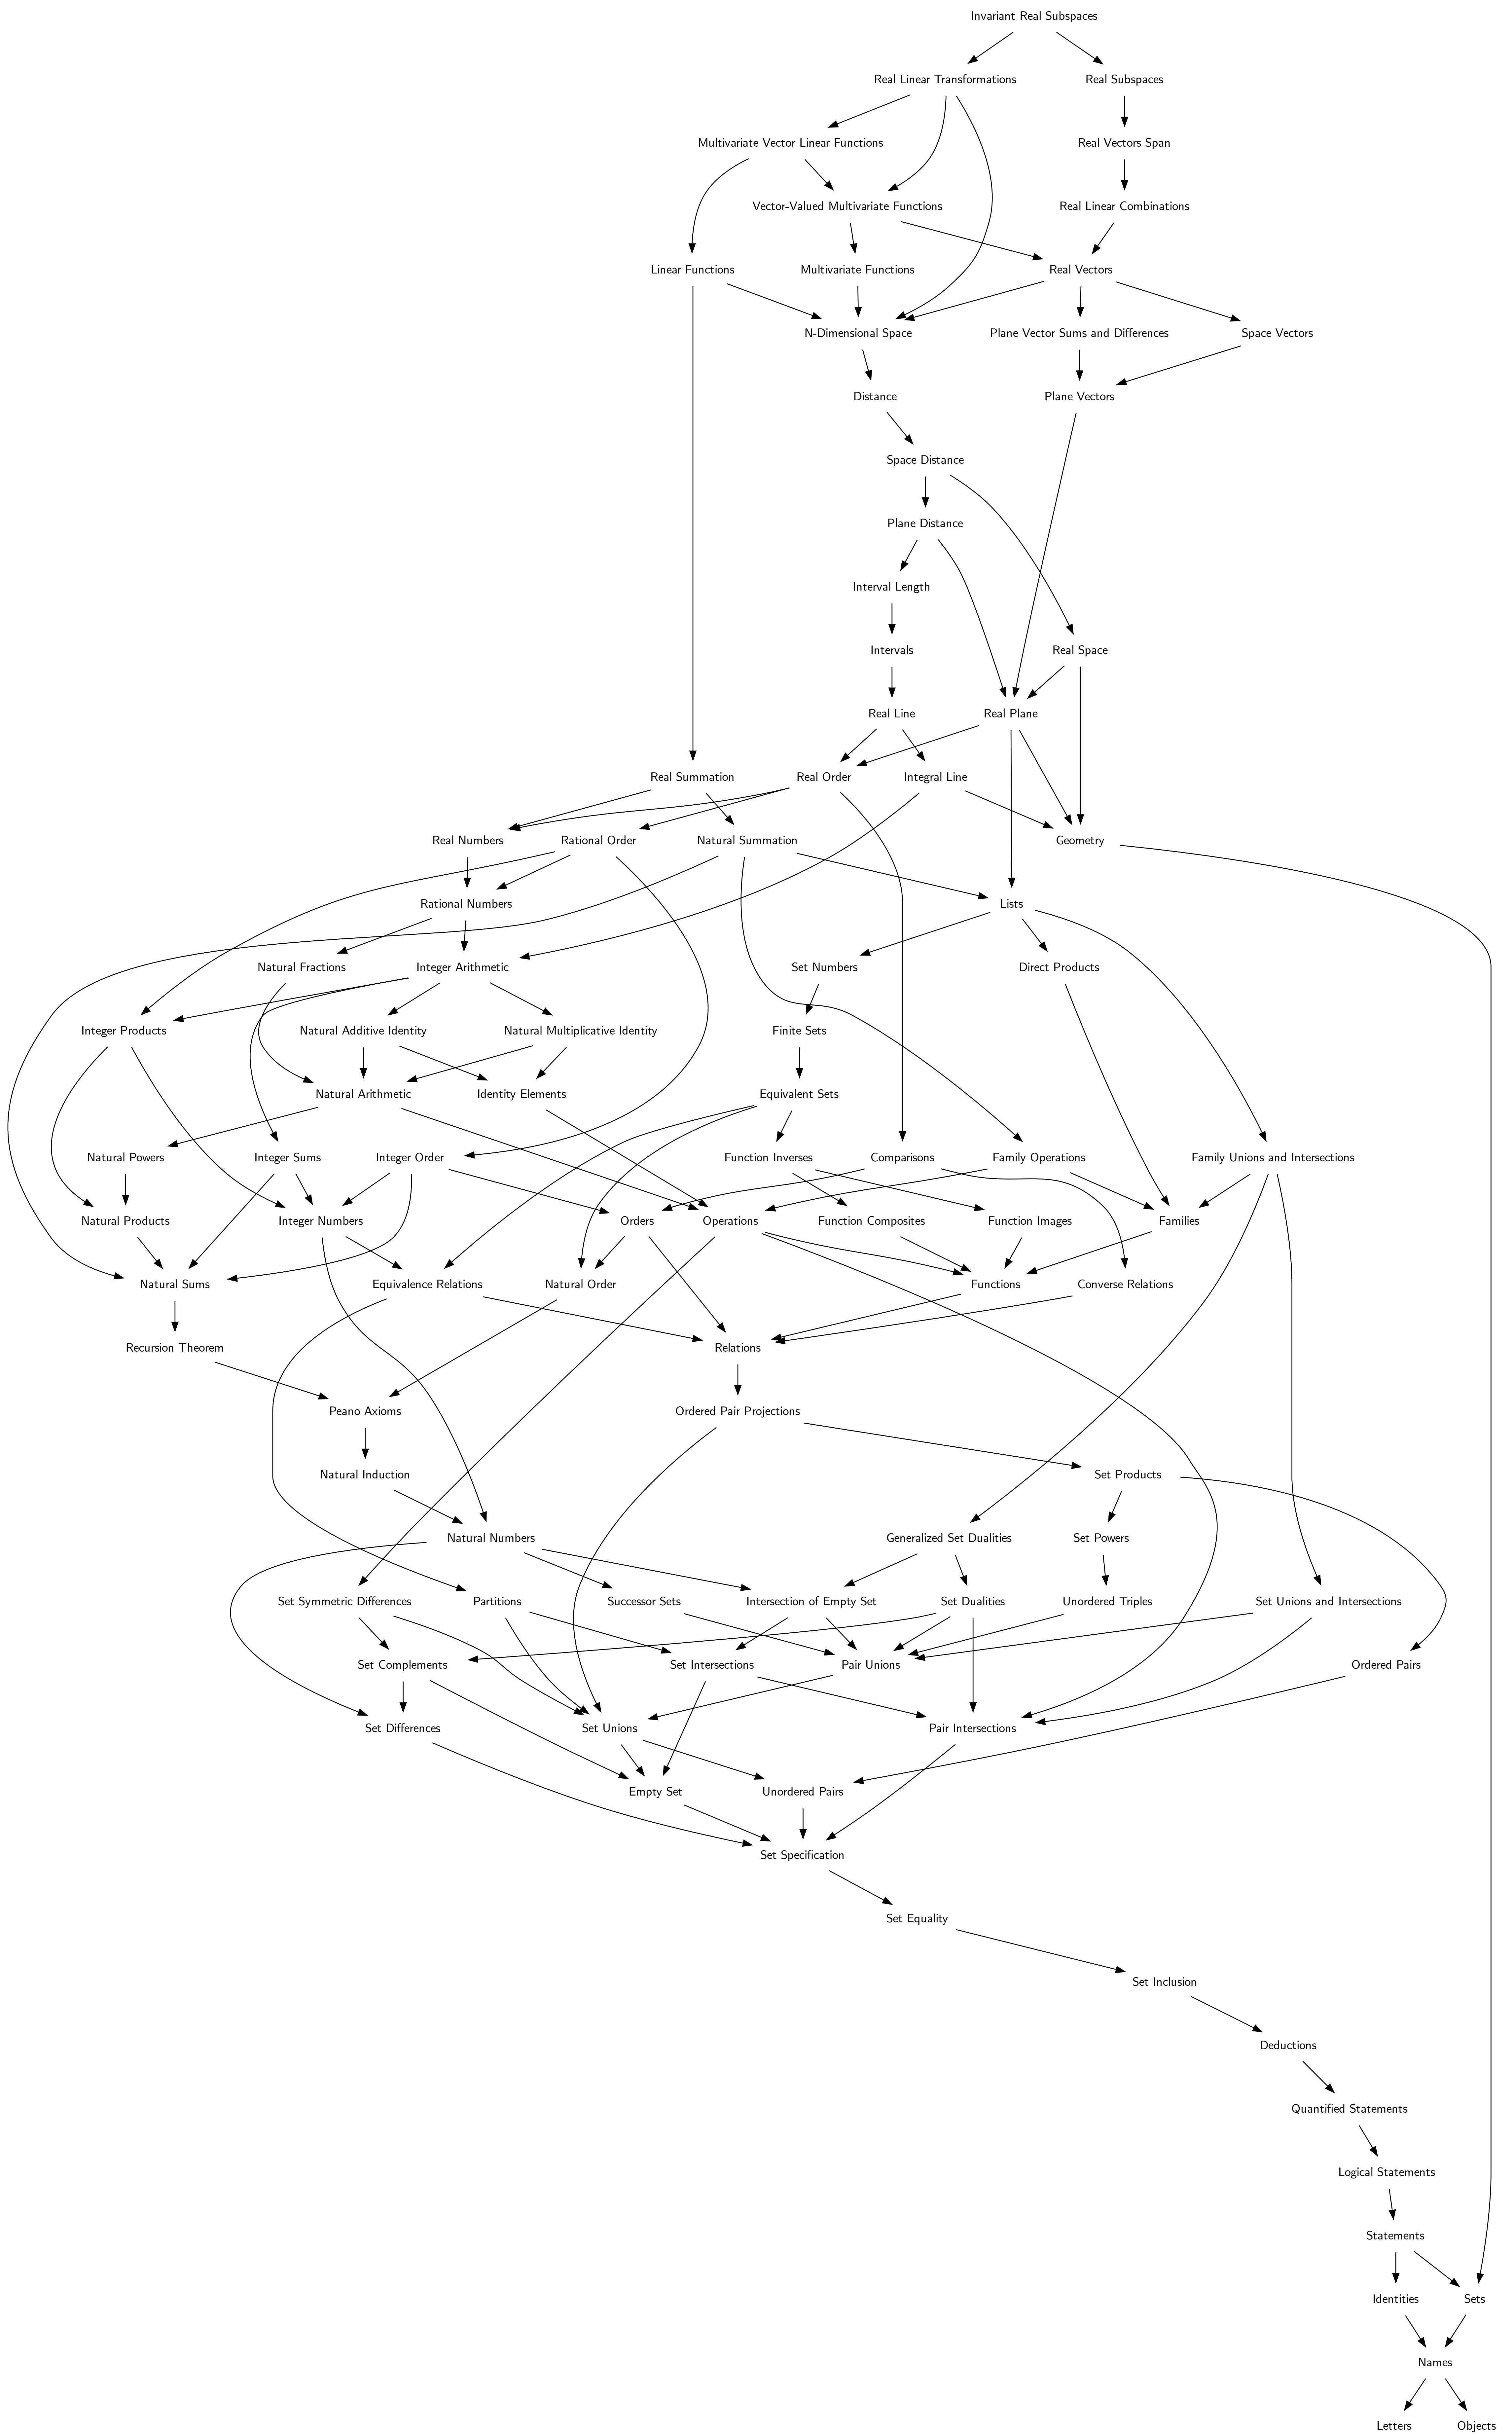 Invariant Real Subspaces
Real Linear Transformations
Real Subspaces
Multivariate Vector Linear Functions
Real Vectors Span
Vector-Valued Multivariate Functions
Real Linear Combinations
Linear Functions
Multivariate Functions
Real Vectors
N-Dimensional Space
Plane Vector Sums and Differences
Space Vectors
Distance
Plane Vectors
Space Distance
Plane Distance
Interval Length
Intervals
Real Space
Real Line
Real Plane
Real Summation
Real Order
Integral Line
Real Numbers
Rational Order
Natural Summation
Geometry
Rational Numbers
Lists
Natural Fractions
Integer Arithmetic
Set Numbers
Direct Products
Integer Products
Natural Additive Identity
Natural Multiplicative Identity
Finite Sets
Natural Arithmetic
Identity Elements
Equivalent Sets
Natural Powers
Integer Sums
Integer Order
Function Inverses
Comparisons
Family Operations
Family Unions and Intersections
Natural Products
Integer Numbers
Orders
Operations
Function Composites
Function Images
Families
Natural Sums
Equivalence Relations
Natural Order
Functions
Converse Relations
Recursion Theorem
Relations
Peano Axioms
Ordered Pair Projections
Natural Induction
Set Products
Natural Numbers
Generalized Set Dualities
Set Powers
Set Symmetric Differences
Partitions
Successor Sets
Intersection of Empty Set
Set Dualities
Unordered Triples
Set Unions and Intersections
Set Complements
Set Intersections
Pair Unions
Ordered Pairs
Set Differences
Set Unions
Pair Intersections
Empty Set
Unordered Pairs
Set Specification
Set Equality
Set Inclusion
Deductions
Quantified Statements
Logical Statements
Statements
Identities
Sets
Names
Letters
Objects